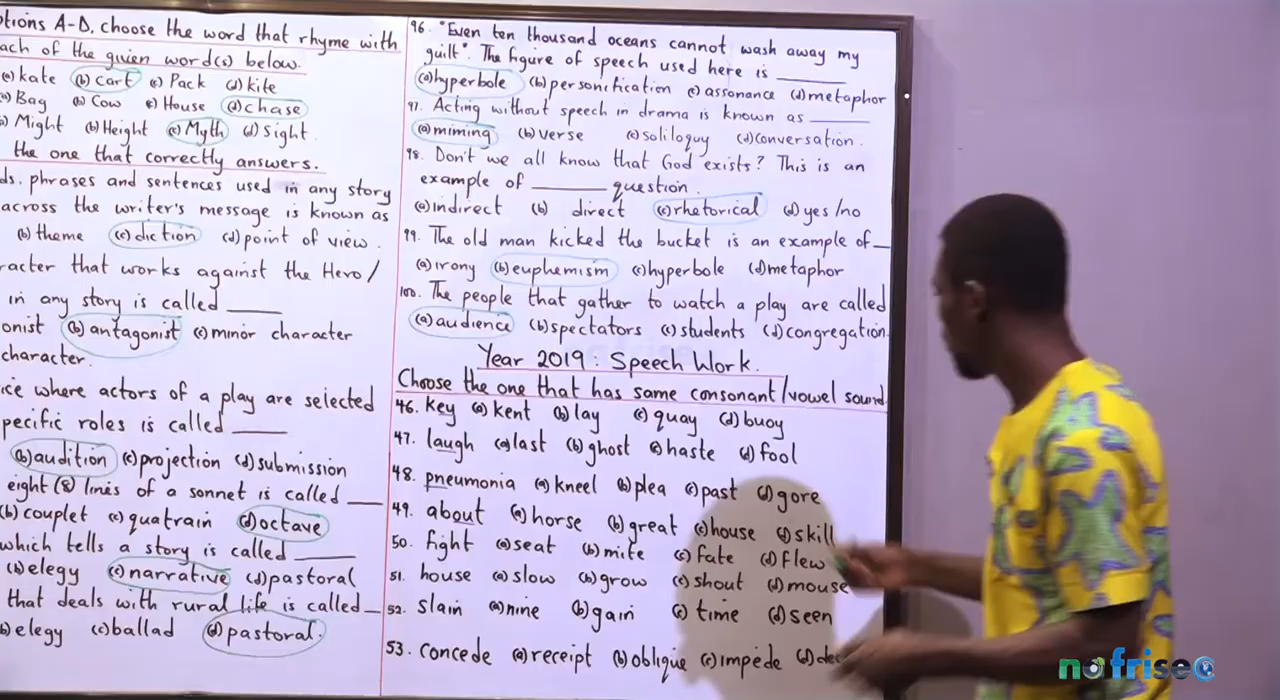 tions A-D, choose the word that rhyme with
ach of the given word(s) below.
(a) kate (b) cart (c) Pack (d) kite
(a) Bag (b) Cow (c) House (d) chase
(a) Might (b) Height (c) Myth (d) Sight.
the one that correctly answers.
ds, phrases and sentences used in any story
across the writer's message is known as
(b) theme (c) diction (d) point of view.
racter that works against the Hero/
in any story is called ____
onist (b) antagonist (c) minor character
character.
ice where actors of a play are selected
pecific roles is called ____
(b) audition (c) projection (d) submission
eight (8) lines of a sonnet is called ____
(b) couplet (c) quatrain (d) octave
which tells a story is called ____
(b) elegy (c) narrative (d) pastoral
that deals with rural life is called __
(b) elegy (c) ballad (d) pastoral.
96. "Even ten thousand oceans cannot wash away my
guilt". The figure of speech used here is ____
(a) hyperbole (b) personification (c) assonance (d) metaphor
97. Acting without speech in drama is known as ____
(a) miming (b) verse (c) soliloquy (d) conversation.
98. Don't we all know that God exists? This is an
example of ____ question.
(a) indirect (b) direct (c) rhetorical (d) yes/no
99. The old man kicked the bucket is an example of __
(a) irony (b) euphemism (c) hyperbole (d) metaphor
100. The people that gather to watch a play are called
(a) audience (b) spectators (c) students (d) congregation.
Year 2019: Speech Work.
Choose the one that has same consonant/vowel sound.
46. key (a) kent (b) lay (c) quay (d) buoy
47. laugh (a) last (b) ghost (c) haste (d) fool
48. pneumonia (a) kneel (b) plea (c) past (d) gore
49. about (a) horse (b) great (c) house (d) skill
50. fight (a) seat (b) mite (c) fate (d) flew
51. house (a) slow (b) grow (c) shout (d) mouse
52. slain (a) nine (b) gain (c) time (d) seen
53. concede (a) receipt (b) oblique (c) impede (d)
nafrisec